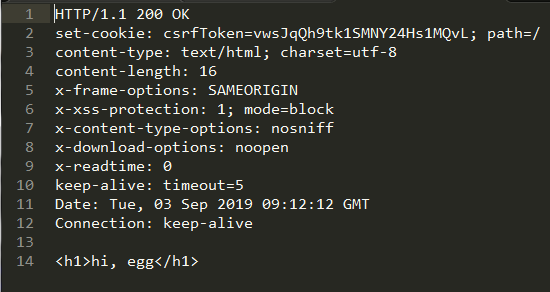 1 HTTP/1.1 200 OK
2 set-cookie: csrfToken=vwsJqQh9tk1SMNY24Hs1MQvL; path=/
3 content-type: text/html; charset=utf-8
4 content-length: 16
5 x-frame-options: SAMEORIGIN
6 x-xss-protection: 1; mode=block
7 x-content-type-options: nosniff
8 x-download-options: noopen
9 x-readtime: 0
10 keep-alive: timeout=5
11 Date: Tue, 03 Sep 2019 09:12:12 GMT
12 Connection: keep-alive
13
14 <h1>hi, egg</h1>